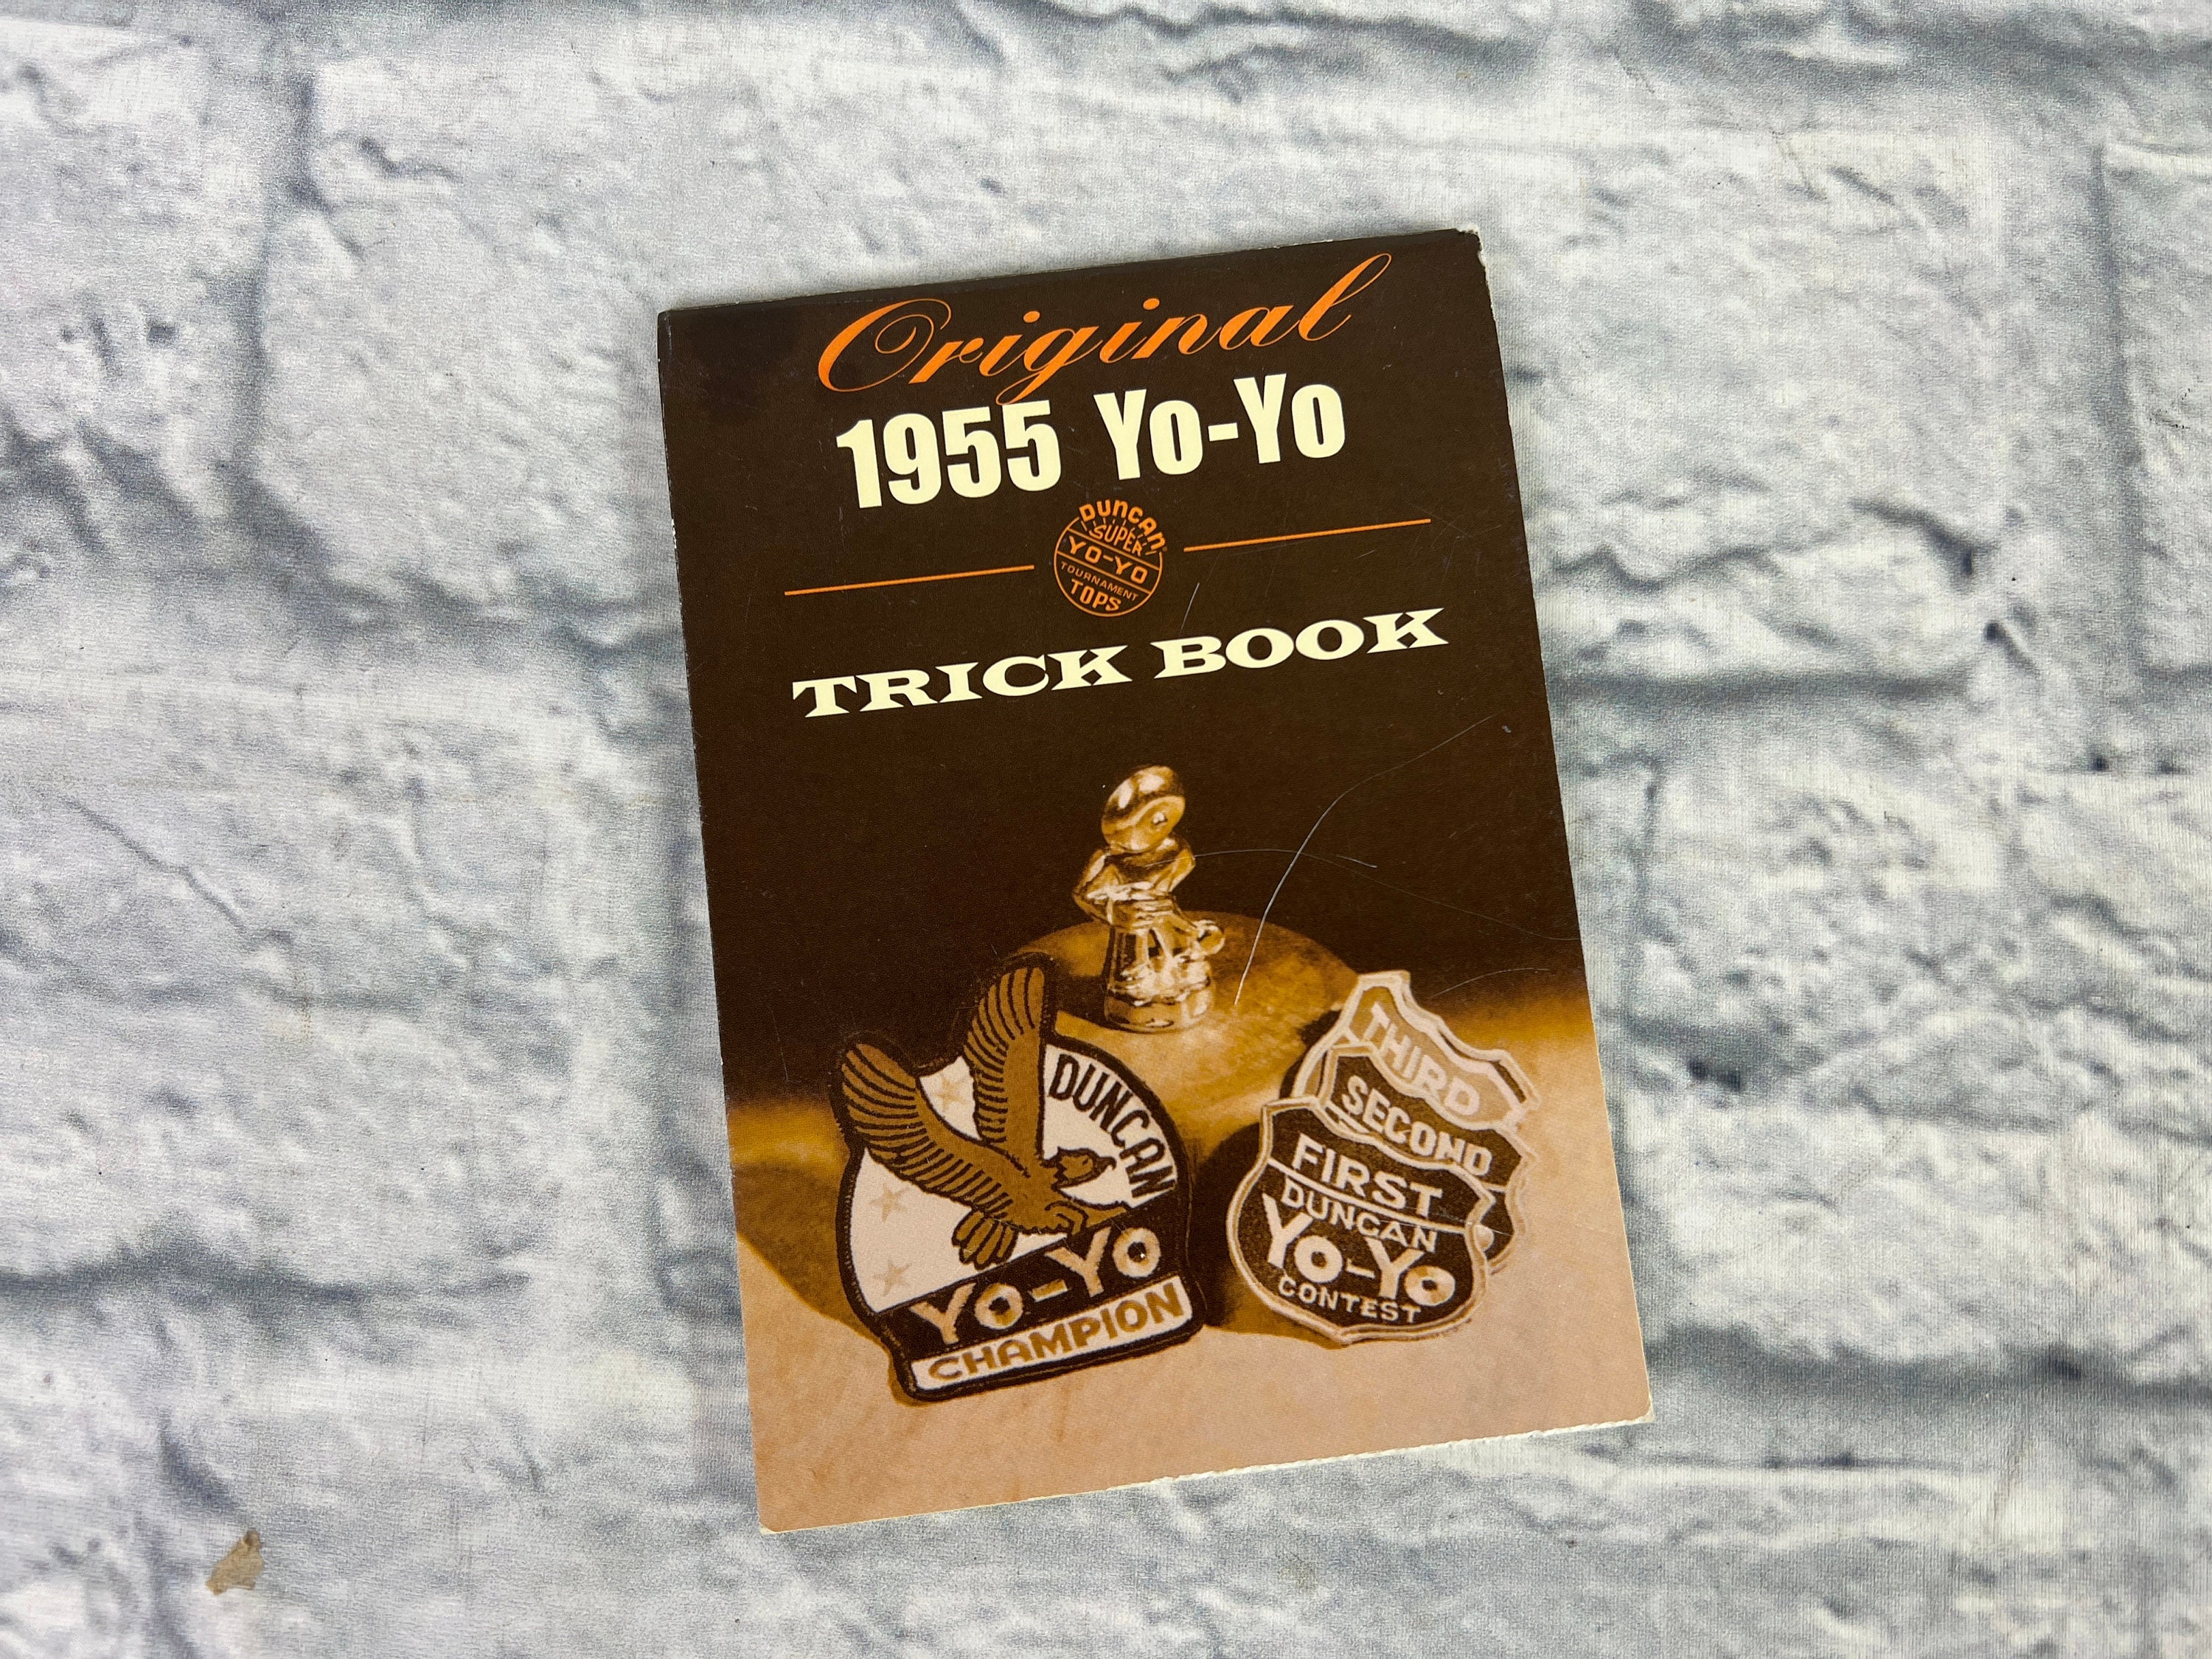 Original
1955 Yo-Yo
DUNCAN
SUPER
YO-YO
TOURNAMENT
TOPS
TRICK BOOK
DUNCAN
YO-YO
CHAMPION
THIRD
SECOND
FIRST
DUNCAN
YO-YO
CONTEST